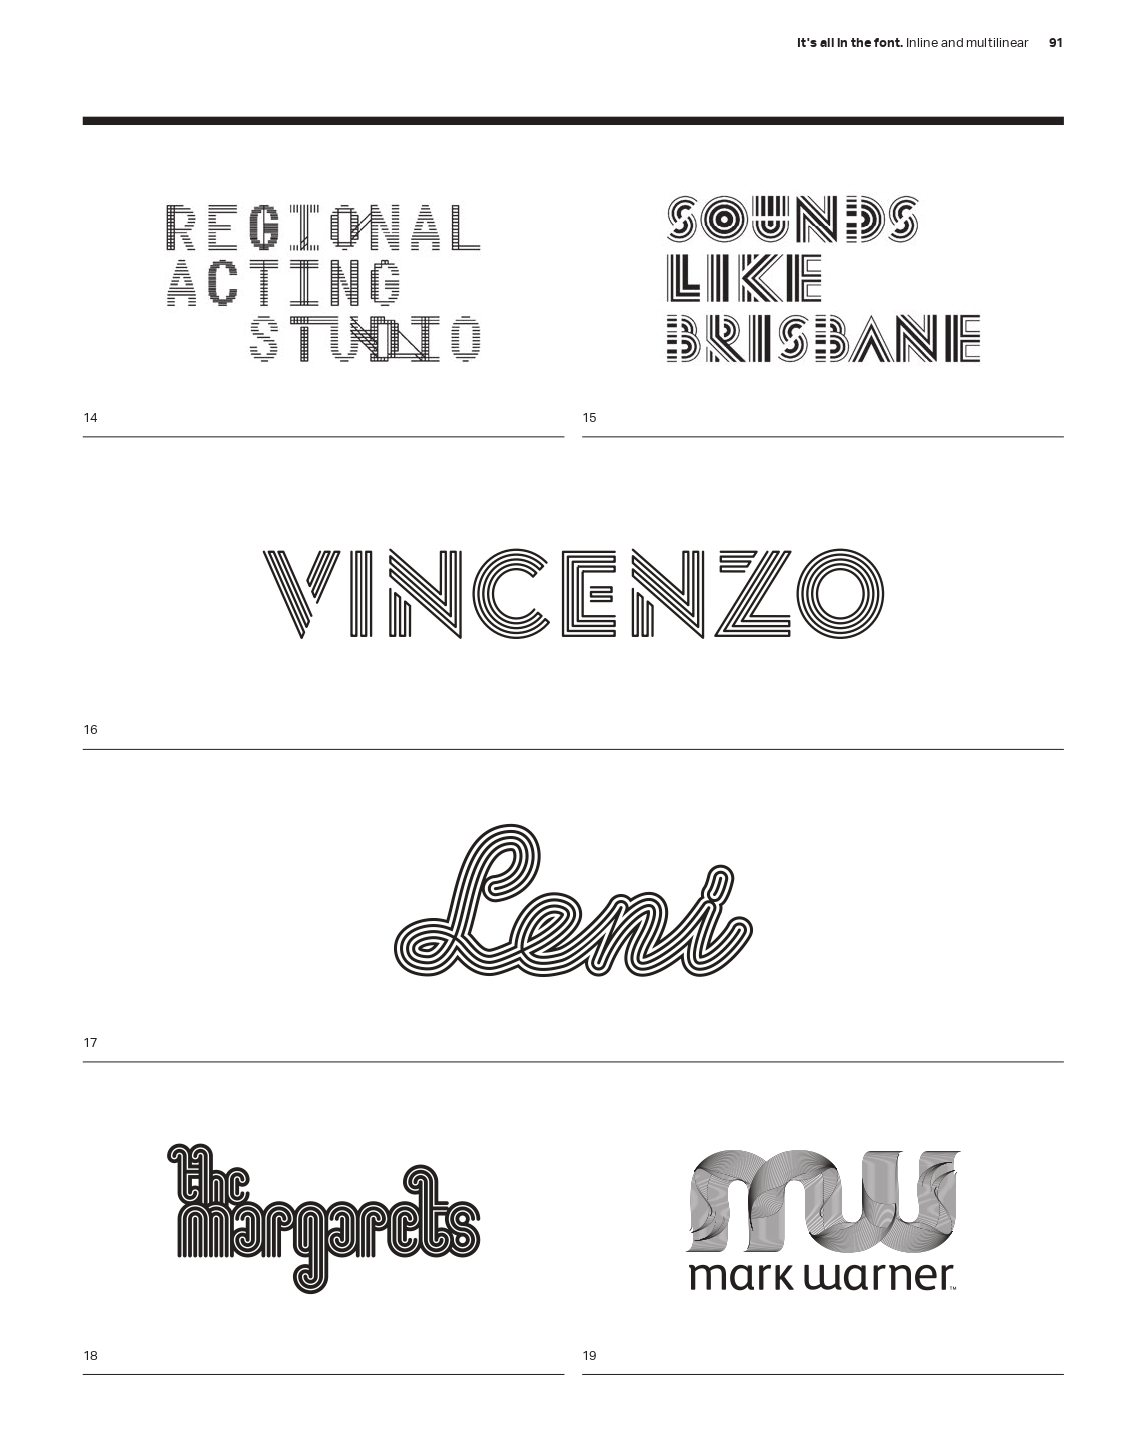 It's all in the font. Inline and multilinear 91
REGIONAL
ACTING
STUDIO
14
SOUNDS
LIKE
BRISBANE
15
VINCENZO
16
Leni
17
the
margarets
18
mw
mark warner™
19